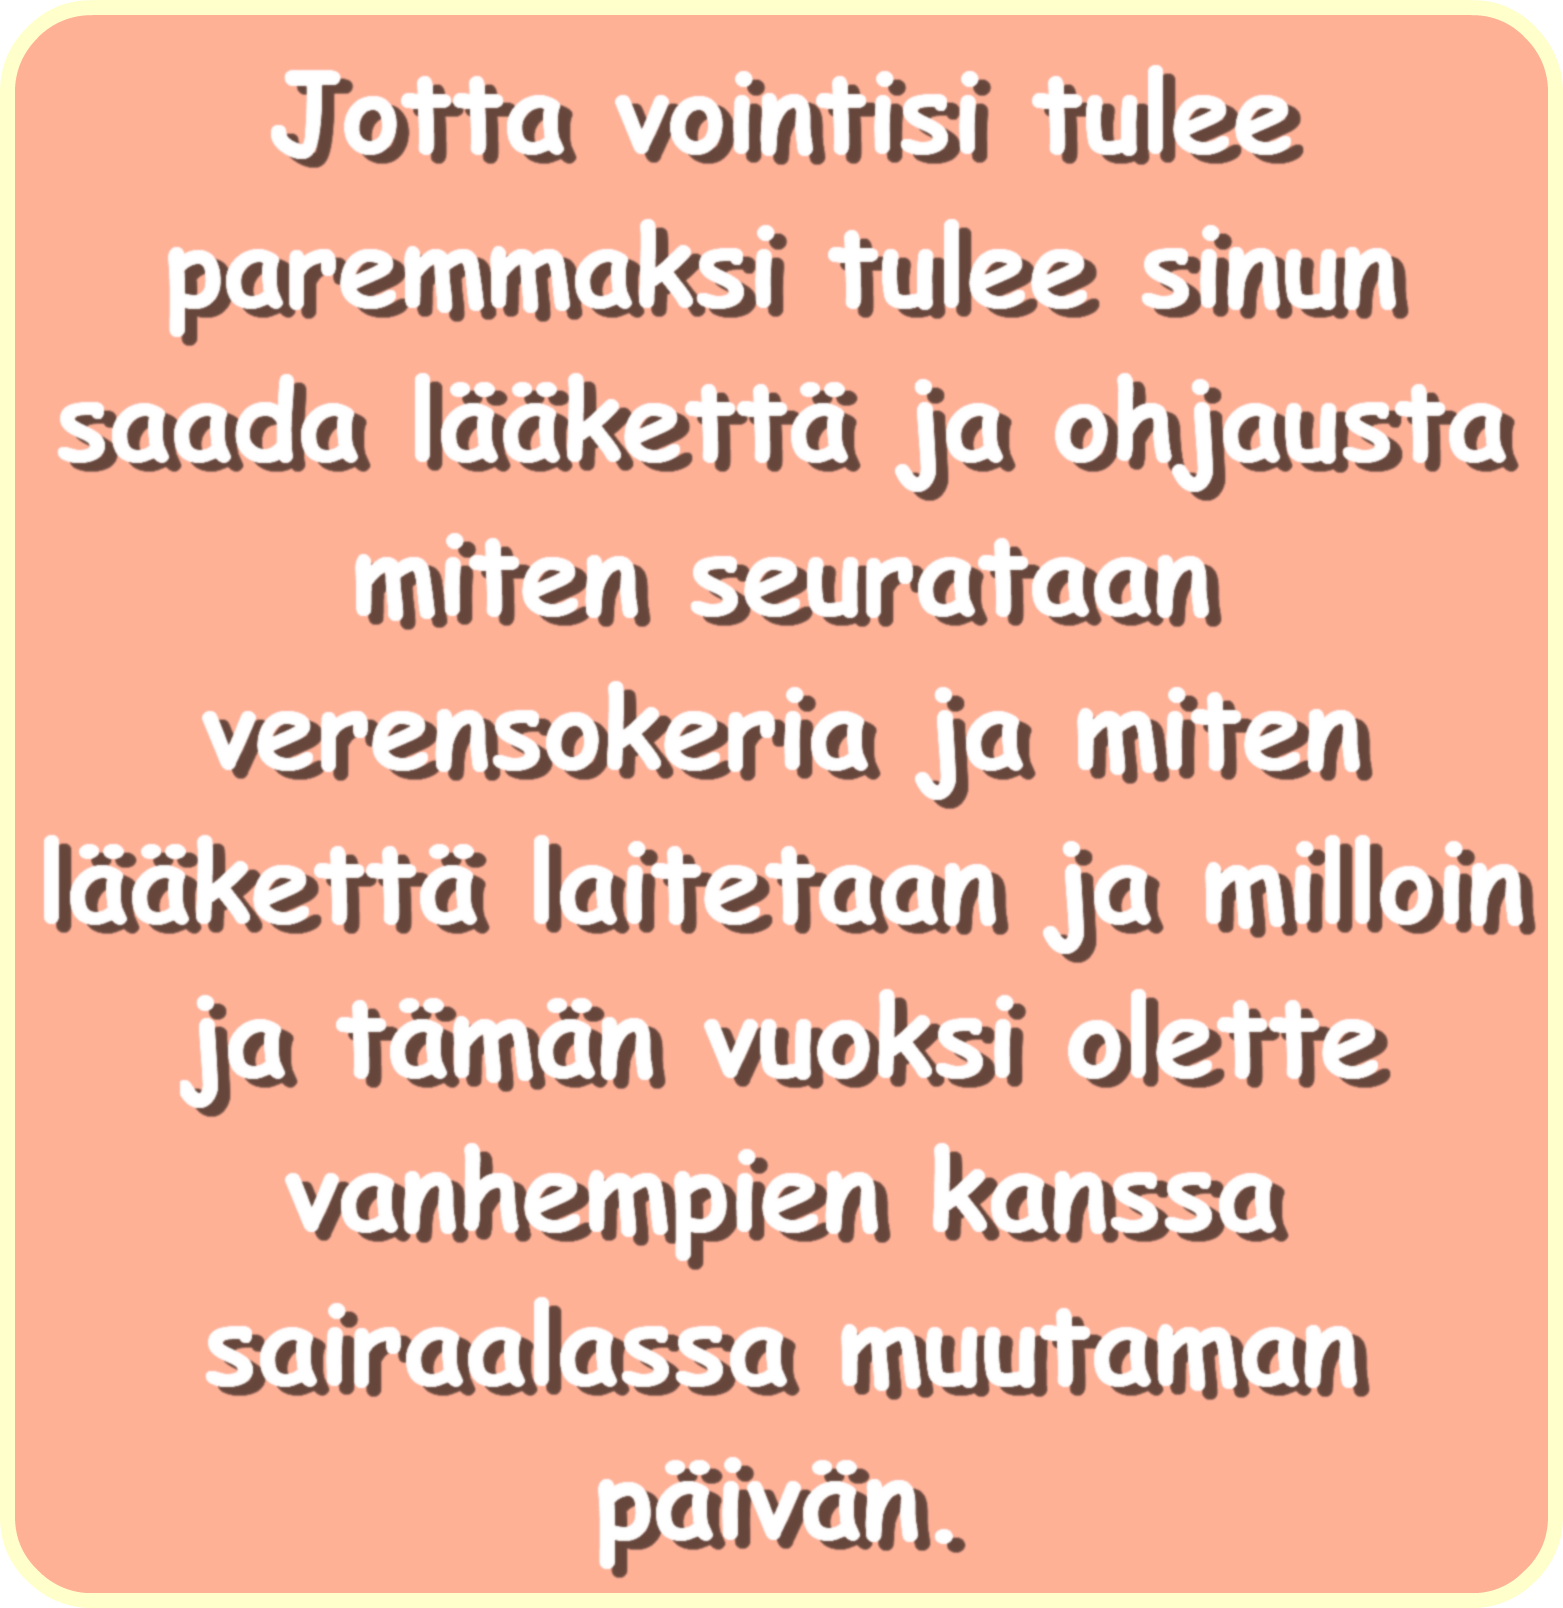 Jotta vointisi tulee
paremmaksi tulee sinun
saada lääkettä ja ohjausta
miten seurataan
verensokeria ja miten
lääkettä laitetaan ja milloin
ja tämän vuoksi olette
vanhempien kanssa
sairaalassa muutaman
päivän.